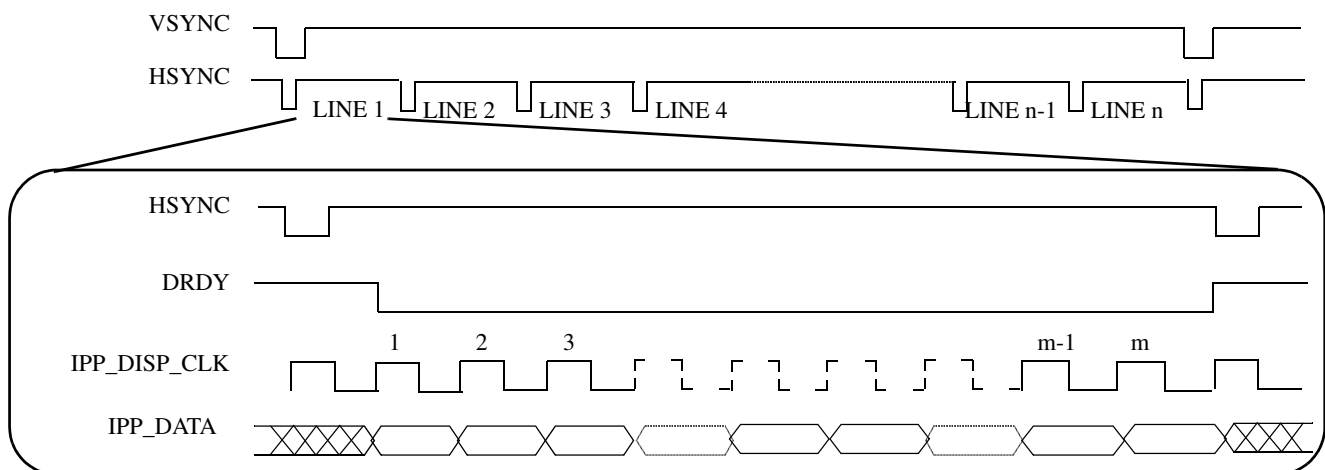 VSYNC
HSYNC
LINE 1 LINE 2 LINE 3 LINE 4 LINE n-1 LINE n
HSYNC
DRDY
1 2 3 m-1 m
IPP_DISP_CLK
IPP_DATA